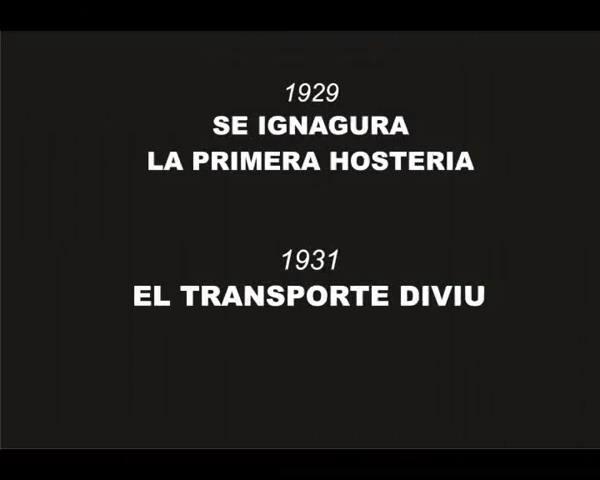 1929
SE IGNAGURA
LA PRIMERA HOSTERIA
1931
EL TRANSPORTE DIVIU